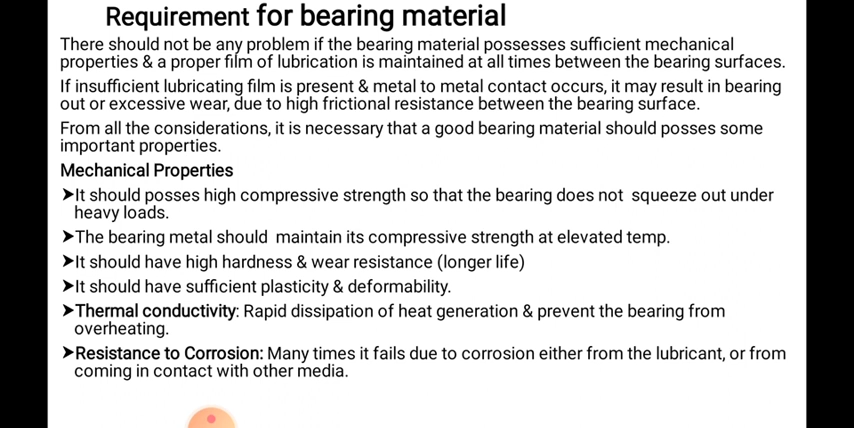 Requirement for bearing material
There should not be any problem if the bearing material possesses sufficient mechanical
properties & a proper film of lubrication is maintained at all times between the bearing surfaces.
If insufficient lubricating film is present & metal to metal contact occurs, it may result in bearing
out or excessive wear, due to high frictional resistance between the bearing surface.
From all the considerations, it is necessary that a good bearing material should posses some
important properties.
Mechanical Properties
➤It should posses high compressive strength so that the bearing does not squeeze out under
heavy loads.
➤The bearing metal should maintain its compressive strength at elevated temp.
➤It should have high hardness & wear resistance (longer life)
➤It should have sufficient plasticity & deformability.
➤Thermal conductivity: Rapid dissipation of heat generation & prevent the bearing from
overheating.
➤Resistance to Corrosion: Many times it fails due to corrosion either from the lubricant, or from
coming in contact with other media.